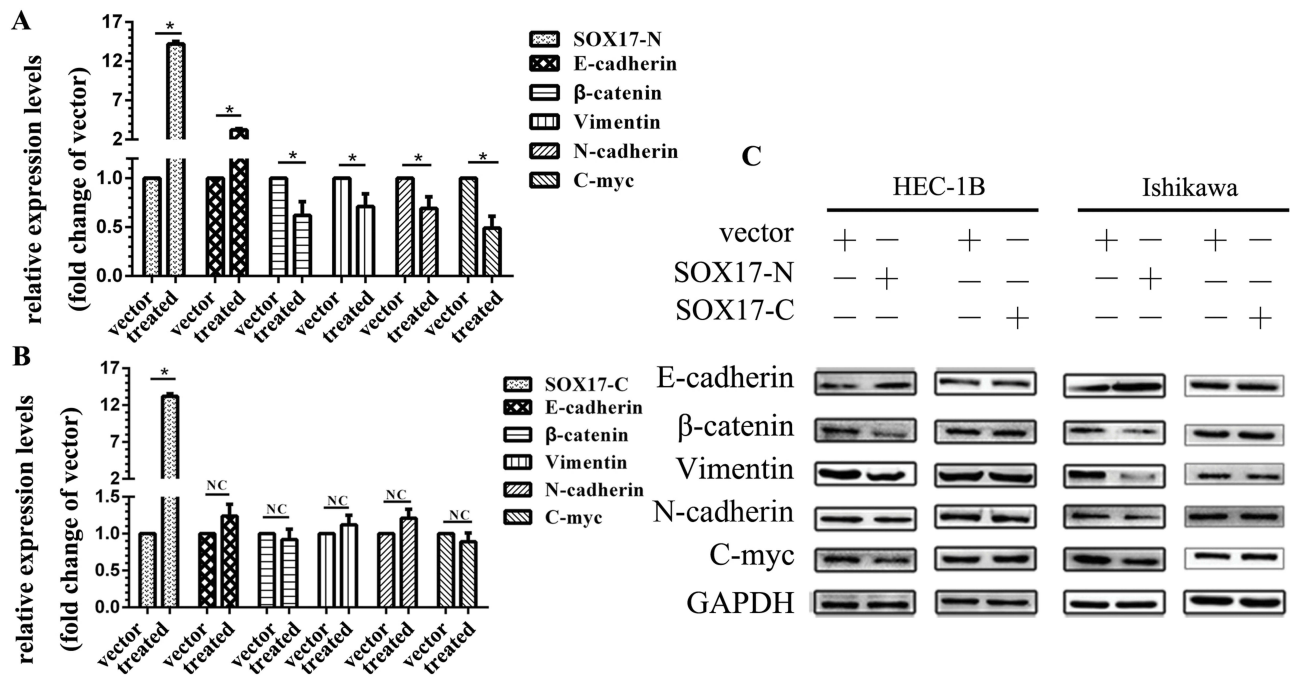 A
relative expression levels
(fold change of vector)
17
12
7
2
1.0
0.5
0.0
* * * * * *
vector treated vector treated vector treated vector treated vector treated vector treated
SOX17-N
E-cadherin
β-catenin
Vimentin
N-cadherin
C-myc
B
relative expression levels
(fold change of vector)
17
12
7
2
1.5
1.0
0.5
0.0
* NC NC NC NC NC
vector treated vector treated vector treated vector treated vector treated vector treated
SOX17-C
E-cadherin
β-catenin
Vimentin
N-cadherin
C-myc
C
HEC-1B Ishikawa
vector + — + — + — + —
SOX17-N — + — — — + — —
SOX17-C — — — + — — — +
E-cadherin
β-catenin
Vimentin
N-cadherin
C-myc
GAPDH